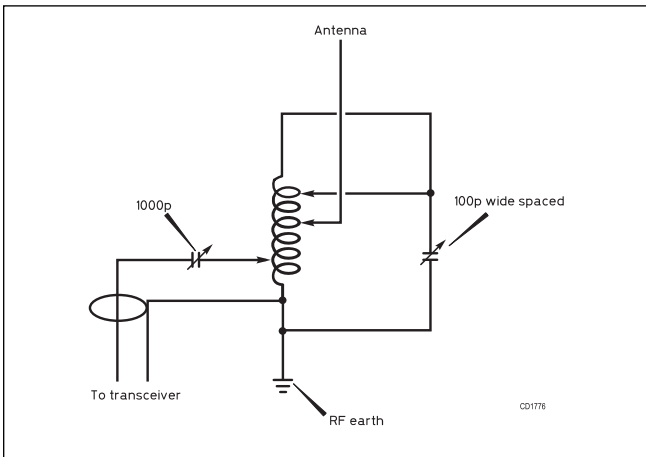 Antenna
1000p
100p wide spaced
To transceiver
RF earth
CD1776